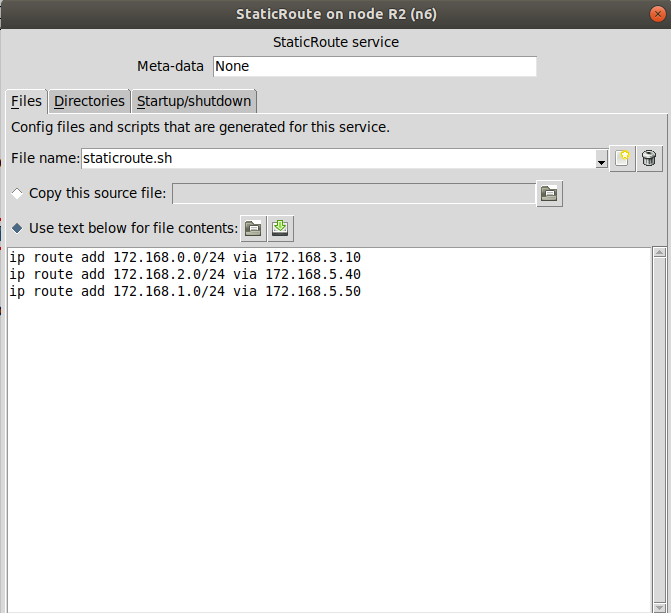 StaticRoute on node R2 (n6)
StaticRoute service
Meta-data None
Files Directories Startup/shutdown
Config files and scripts that are generated for this service.
File name: staticroute.sh
Copy this source file:
Use text below for file contents:
ip route add 172.168.0.0/24 via 172.168.3.10
ip route add 172.168.2.0/24 via 172.168.5.40
ip route add 172.168.1.0/24 via 172.168.5.50